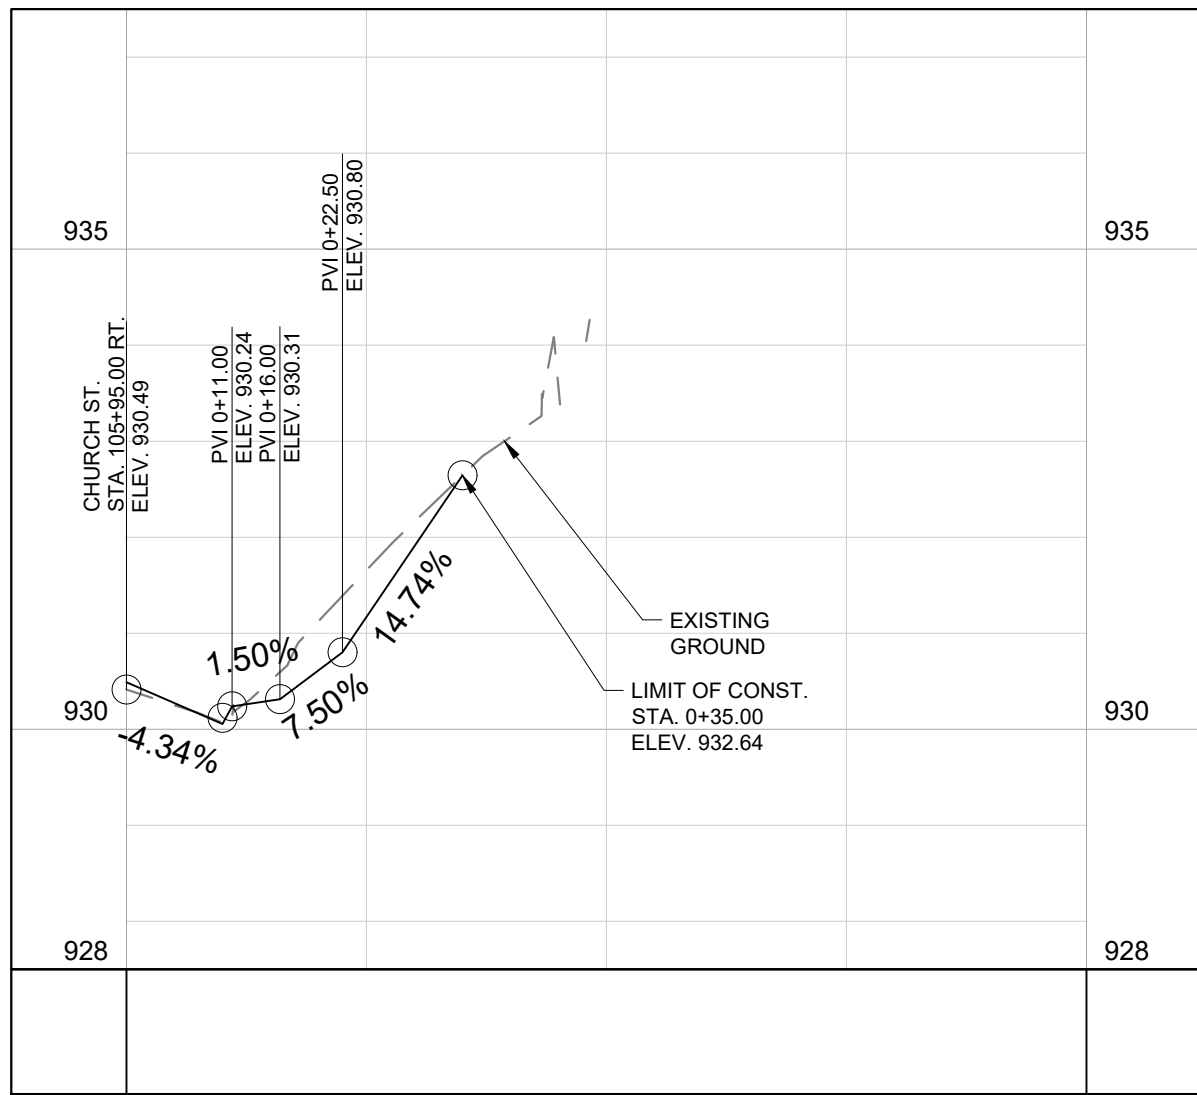 935
935
PVI 0+22.50
ELEV. 930.80
CHURCH ST.
STA. 105+95.00 RT.
ELEV. 930.49
PVI 0+11.00
ELEV. 930.24
PVI 0+16.00
ELEV. 930.31
14.74%
1.50%
7.50%
-4.34%
EXISTING
GROUND
LIMIT OF CONST.
STA. 0+35.00
ELEV. 932.64
930
930
928
928